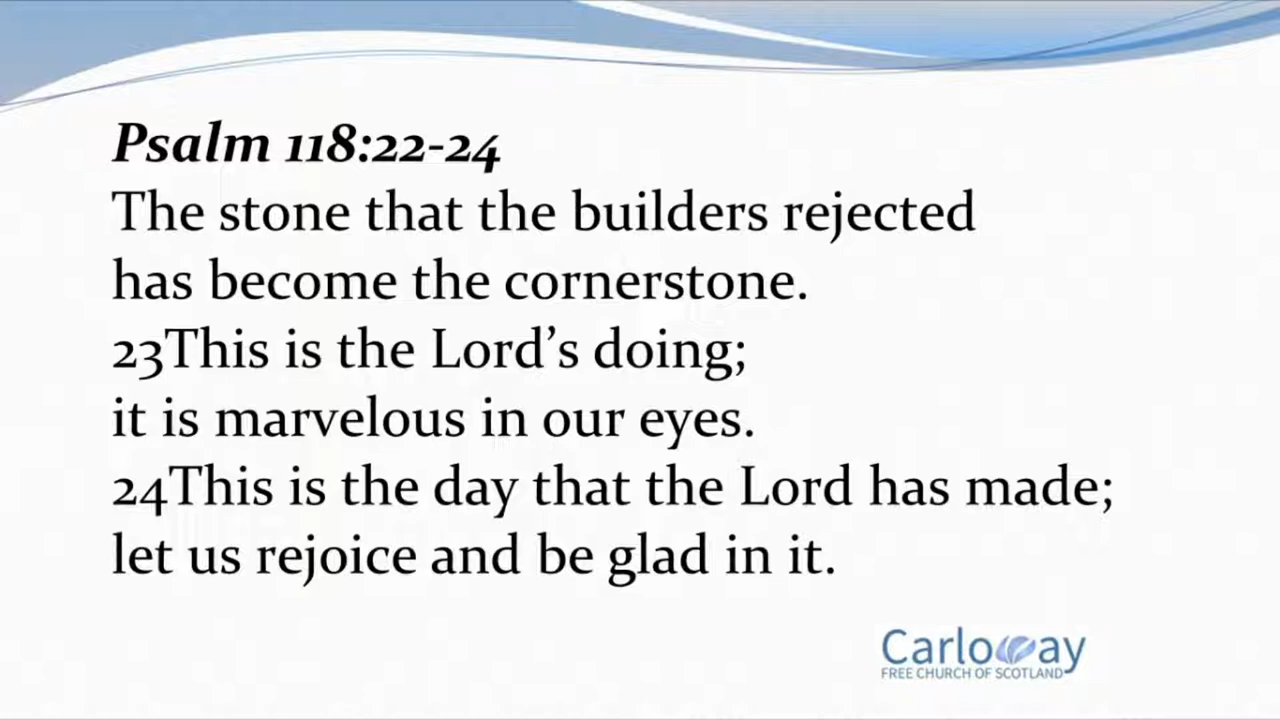 Psalm 118:22-24
The stone that the builders rejected
has become the cornerstone.
23This is the Lord’s doing;
it is marvelous in our eyes.
24This is the day that the Lord has made;
let us rejoice and be glad in it.
Carloway
FREE CHURCH OF SCOTLAND